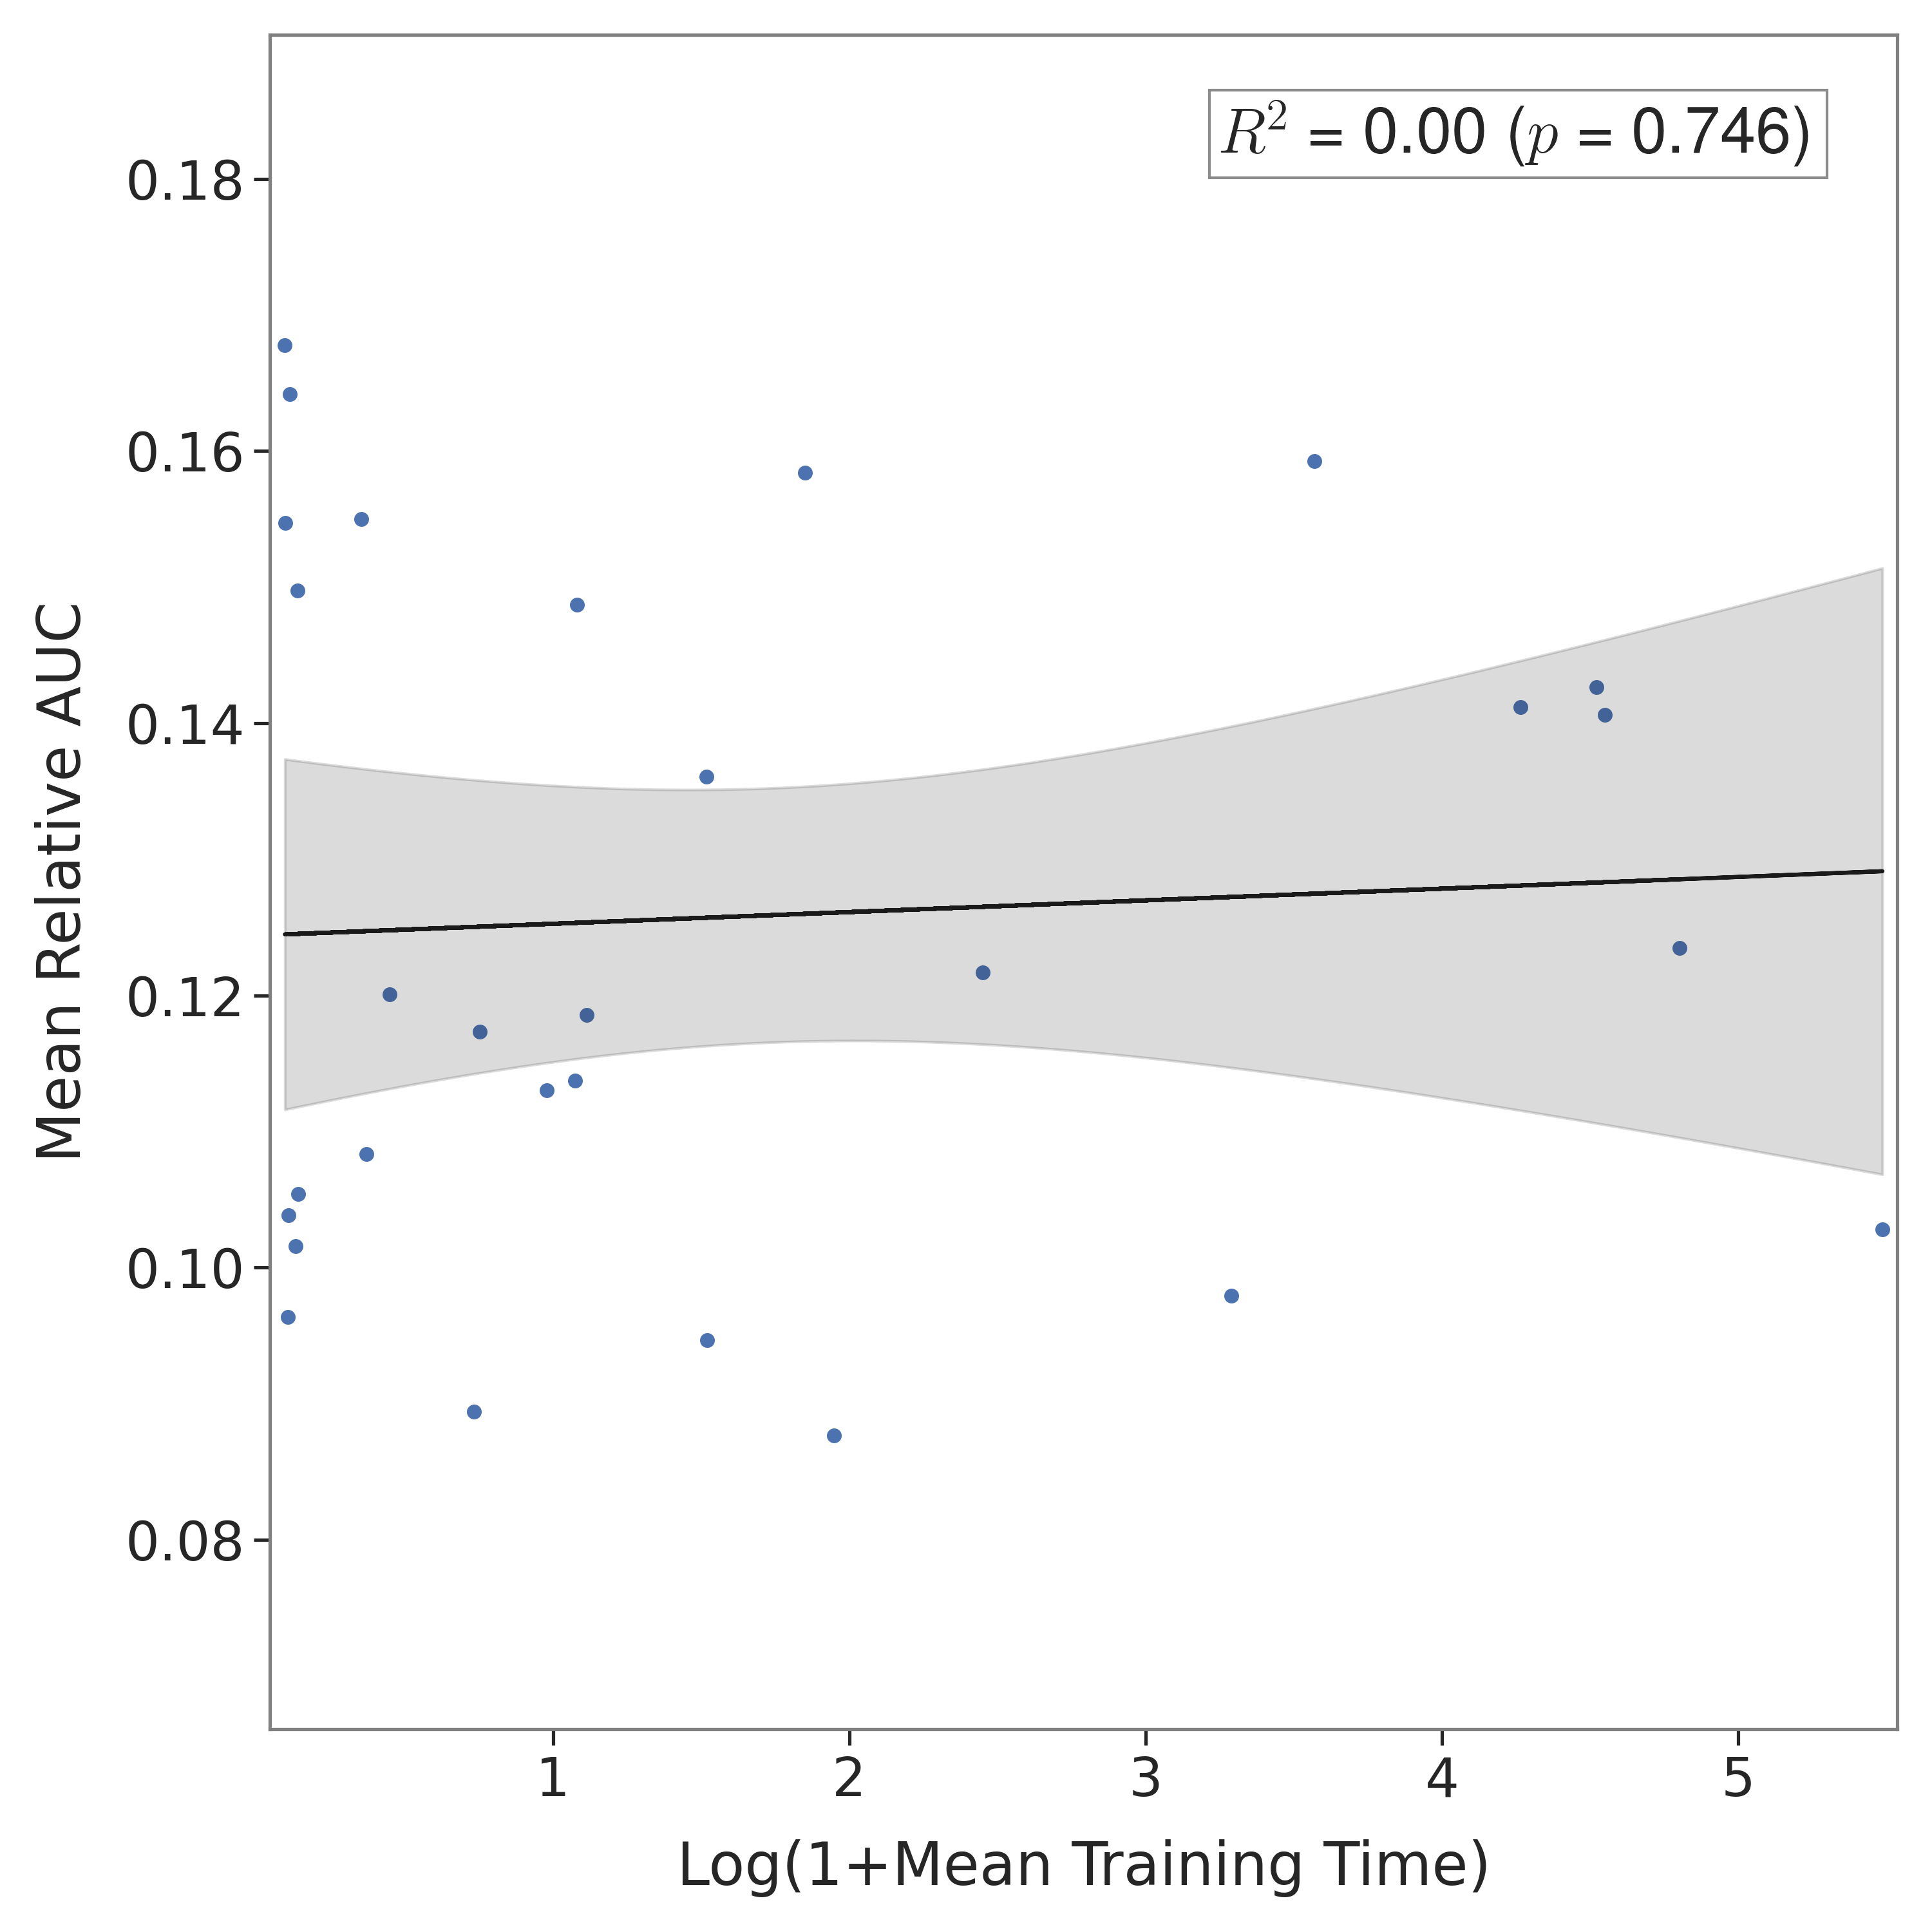 R² = 0.00 (p = 0.746)
Mean Relative AUC
0.18
0.16
0.14
0.12
0.10
0.08
1 2 3 4 5
Log(1+Mean Training Time)